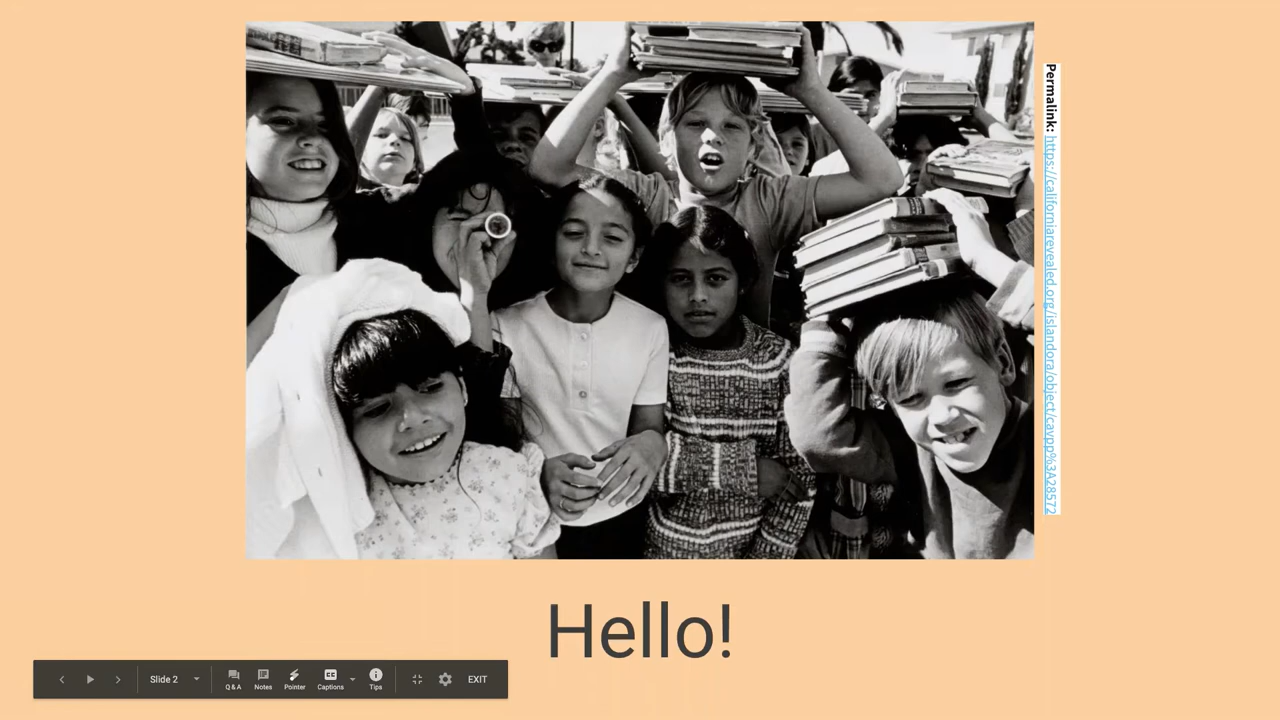 Permalink: https://californiarevealed.org/islandora/object/cavpp%3A28572
Hello!
Slide 2
Q & A
Notes
Pointer
Captions
Tips
EXIT